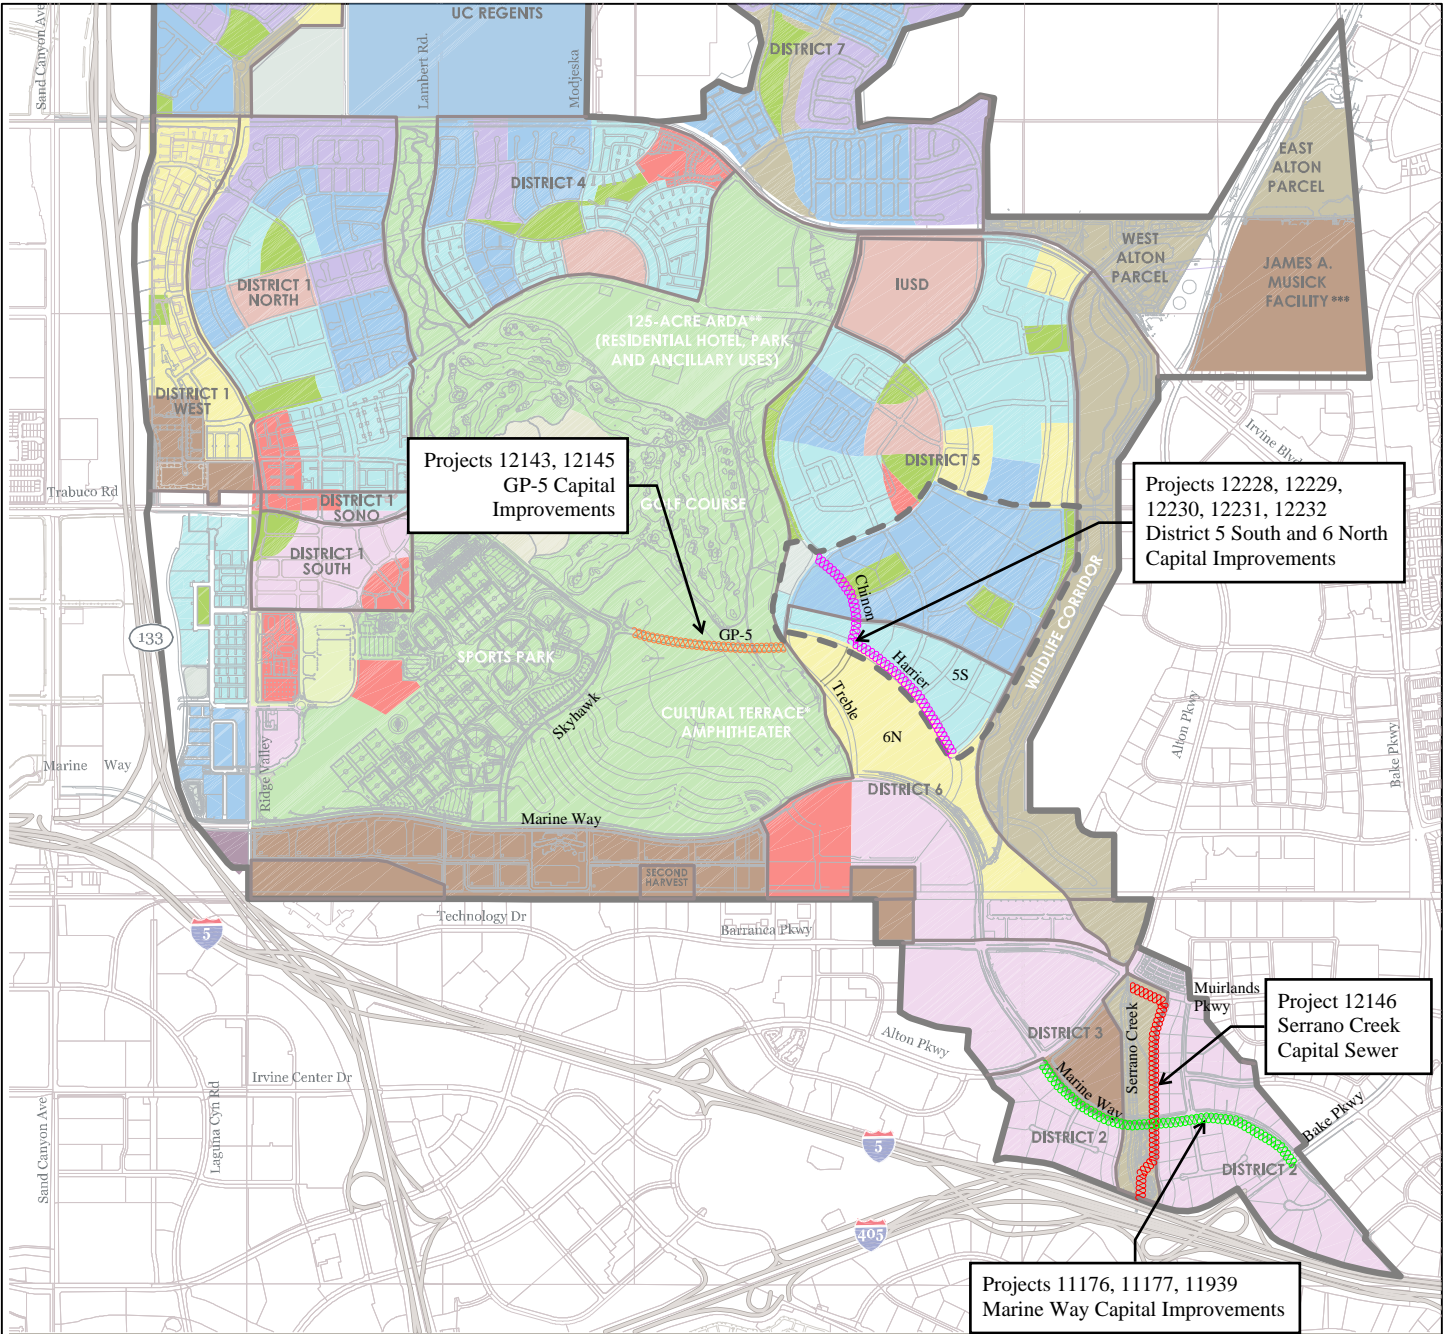 UC REGENTS
Sand Canyon Ave
Lambert Rd.
Modjeska
DISTRICT 7
EAST
ALTON
PARCEL
DISTRICT 4
WEST
ALTON
PARCEL
JAMES A.
MUSICK
FACILITY ***
DISTRICT 1
NORTH
IUSD
125-ACRE ARDA**
(RESIDENTIAL HOTEL, PARK
AND ANCILLARY USES)
DISTRICT 1
WEST
Irvine Blvd
Projects 12143, 12145
GP-5 Capital
Improvements
DISTRICT 5
Projects 12228, 12229,
12230, 12231, 12232
District 5 South and 6 North
Capital Improvements
Trabuco Rd
DISTRICT 1
SONO
GOLF COURSE
DISTRICT 1
SOUTH
Chinon
WILDLIFE CORRIDOR
133
GP-5
SPORTS PARK
Harrier
5S
Treble
Skyhawk
CULTURAL TERRACE*
AMPHITHEATER
6N
Alton Pkwy
Bake Pkwy
Marine Way
Ridge Valley
DISTRICT 6
Marine Way
SECOND
HARVEST
Technology Dr
Barranca Pkwy
5
Muirlands
Pkwy
Project 12146
Serrano Creek
Capital Sewer
Alton Pkwy
DISTRICT 3
Serrano Creek
Irvine Center Dr
Laguna Cyn Rd
Sand Canyon Ave
Marine Way
DISTRICT 2
Bake Pkwy
5
DISTRICT 2
405
Projects 11176, 11177, 11939
Marine Way Capital Improvements